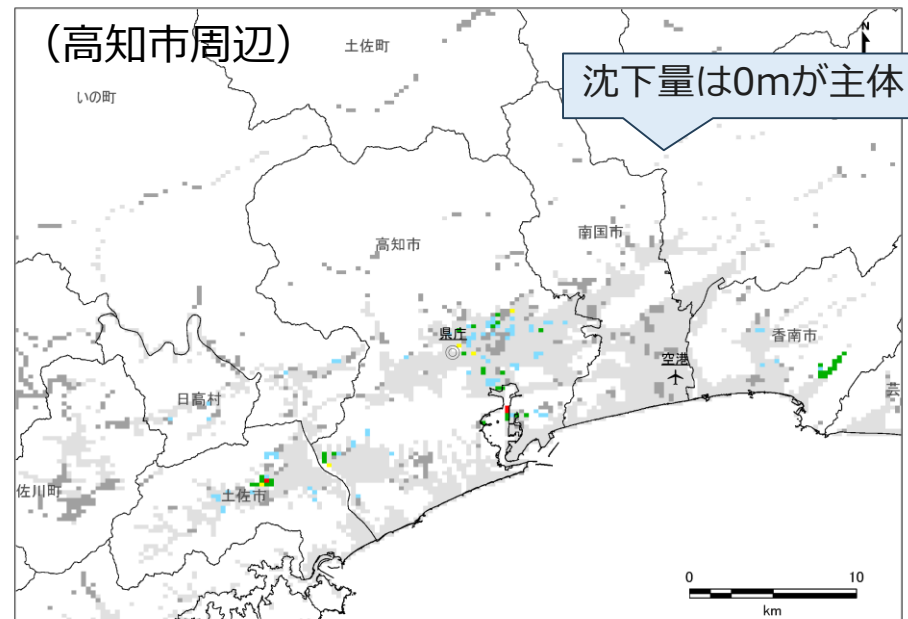 （高知市周辺）
土佐町
N
沈下量は0mが主体
いの町
南国市
高知市
県庁
香南市
空港
日高村
芸
佐川町
土佐市
0 10
km